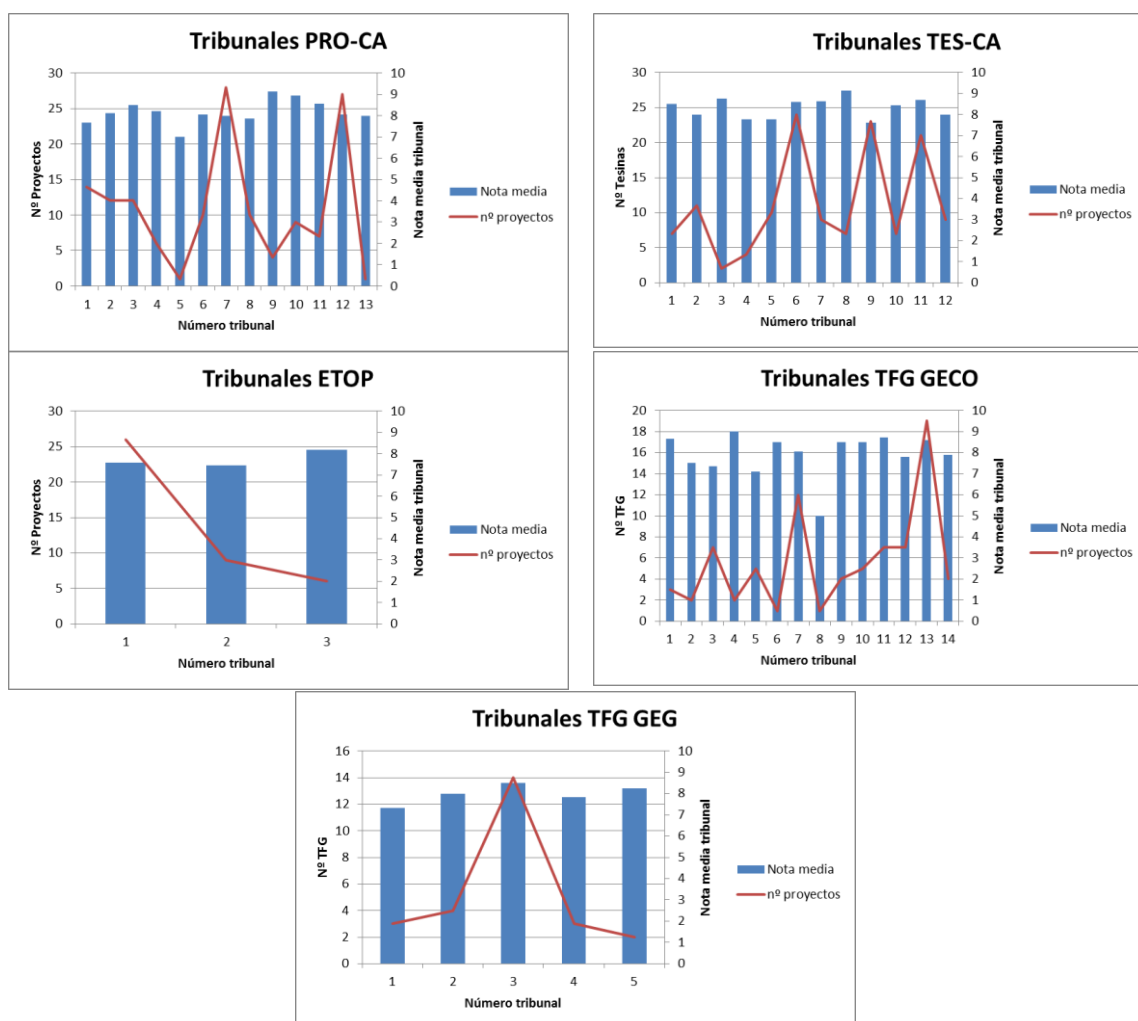 Tribunales PRO-CA
30
25
20
15
10
5
0
10
9
8
7
6
5
4
3
2
1
0
Nº Proyectos
Nota media tribunal
Nota media
nº proyectos
1 2 3 4 5 6 7 8 9 10 11 12 13
Número tribunal
Tribunales TES-CA
30
25
20
15
10
5
0
10
9
8
7
6
5
4
3
2
1
0
Nº Tesinas
Nota media tribunal
Nota media
nº proyectos
1 2 3 4 5 6 7 8 9 10 11 12
Número tribunal
Tribunales ETOP
30
25
20
15
10
5
0
10
9
8
7
6
5
4
3
2
1
0
Nº Proyectos
Nota media tribunal
Nota media
nº proyectos
1 2 3
Número tribunal
Tribunales TFG GECO
20
18
16
14
12
10
8
6
4
2
0
10
9
8
7
6
5
4
3
2
1
0
Nº TFG
Nota media tribunal
Nota media
nº proyectos
1 2 3 4 5 6 7 8 9 10 11 12 13 14
Número tribunal
Tribunales TFG GEG
16
14
12
10
8
6
4
2
0
10
9
8
7
6
5
4
3
2
1
0
Nº TFG
Nota media tribunal
Nota media
nº proyectos
1 2 3 4 5
Número tribunal